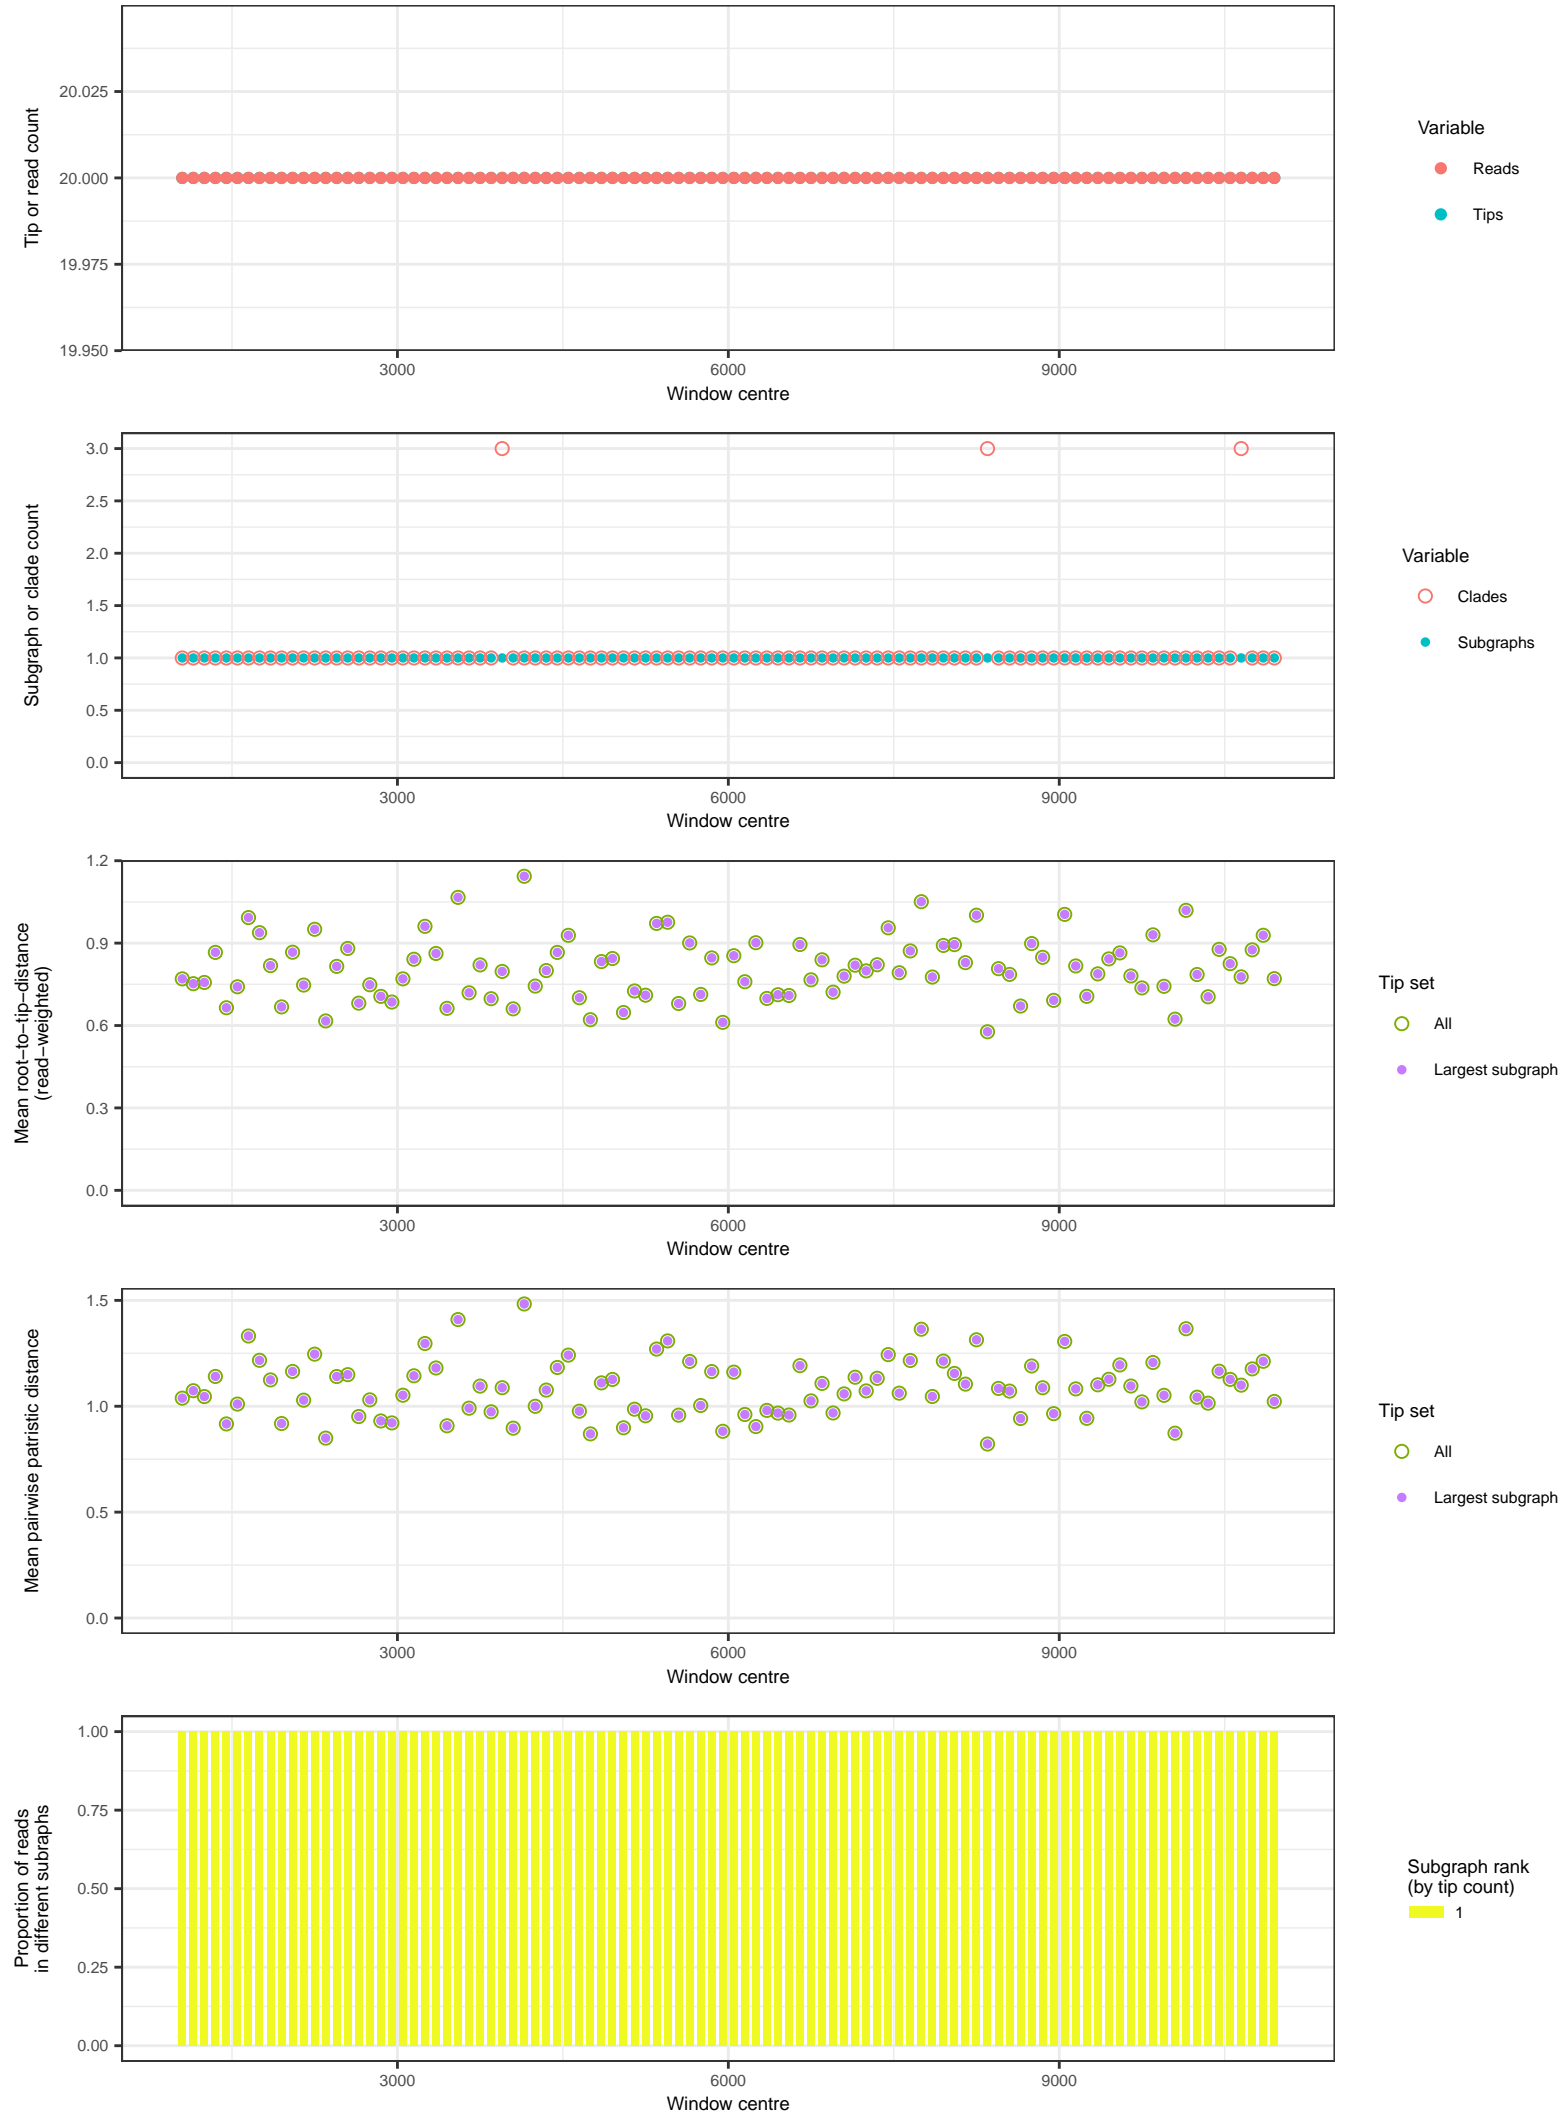 Tip or read count
20.025
20.000
19.975
19.950
3000 6000 9000
Window centre
Variable
Reads
Tips
Subgraph or clade count
3.0
2.5
2.0
1.5
1.0
0.5
0.0
3000 6000 9000
Window centre
Variable
Clades
Subgraphs
Mean root−to−tip−distance
(read−weighted)
1.2
0.9
0.6
0.3
0.0
3000 6000 9000
Window centre
Tip set
All
Largest subgraph
Mean pairwise patristic distance
1.5
1.0
0.5
0.0
3000 6000 9000
Window centre
Tip set
All
Largest subgraph
Proportion of reads
in different subraphs
1.00
0.75
0.50
0.25
0.00
3000 6000 9000
Window centre
Subgraph rank
(by tip count)
1